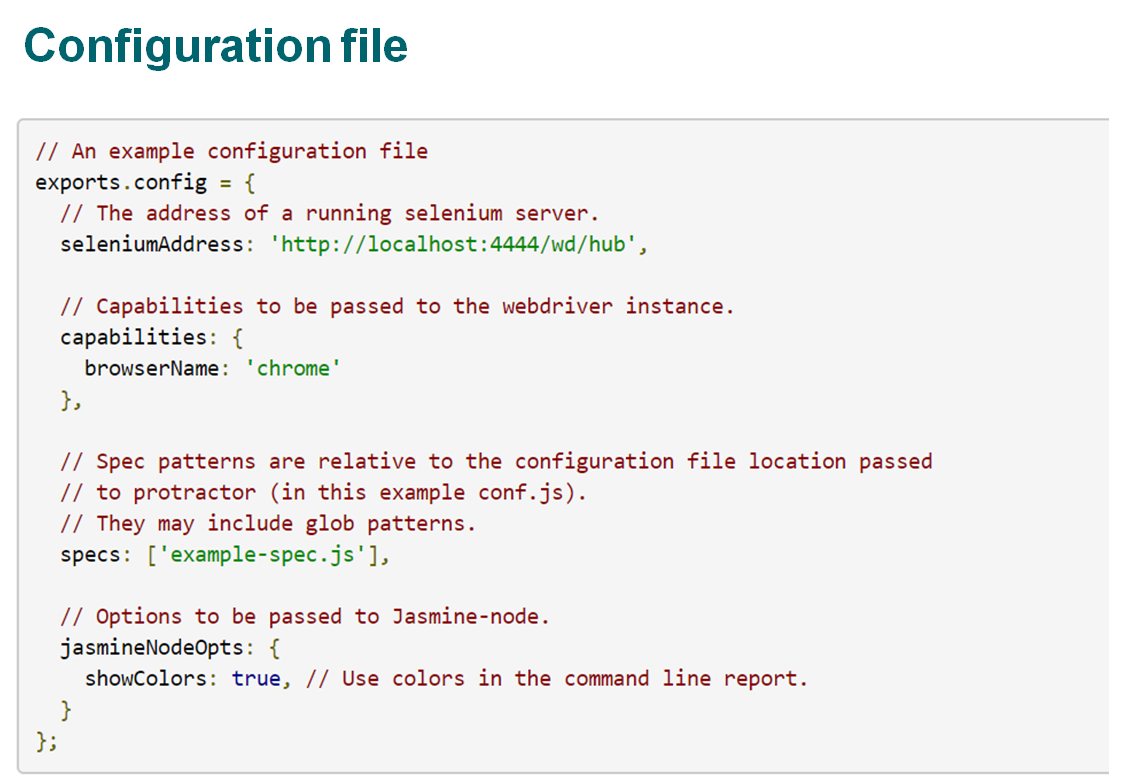 Configuration file
// An example configuration file
exports.config = {
// The address of a running selenium server.
seleniumAddress: 'http://localhost:4444/wd/hub',
// Capabilities to be passed to the webdriver instance.
capabilities: {
browserName: 'chrome'
},
// Spec patterns are relative to the configuration file location passed
// to protractor (in this example conf.js).
// They may include glob patterns.
specs: ['example-spec.js'],
// Options to be passed to Jasmine-node.
jasmineNodeOpts: {
showColors: true, // Use colors in the command line report.
}
};